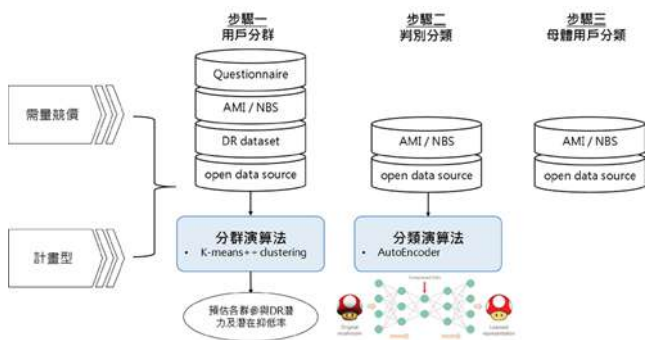 步驟一
用戶分群
步驟二
判別分類
步驟三
母體用戶分類
Questionnaire
AMI / NBS
DR dataset
open data source
AMI / NBS
open data source
AMI / NBS
open data source
需量競價
計畫型
分群演算法
• K-means++ clustering
分類演算法
• AutoEncoder
預估各群參與DR潛
力及潛在抑低率